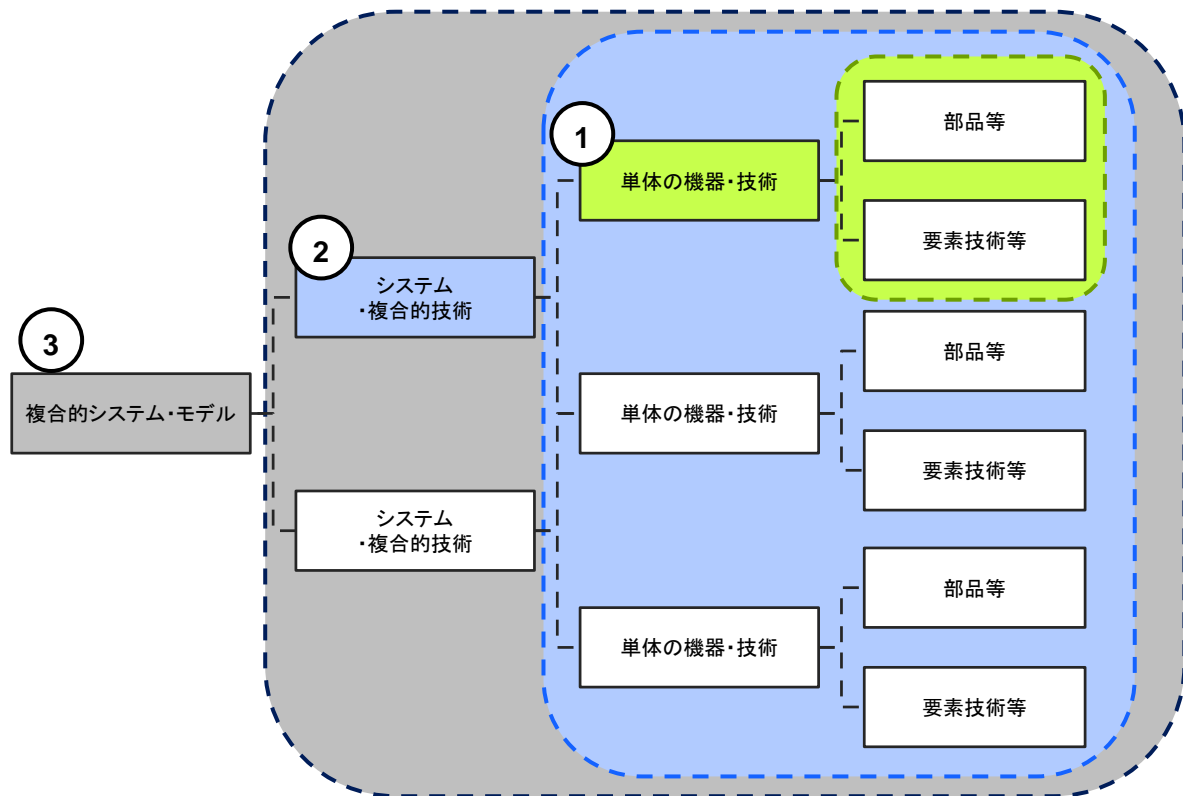 部品等
1
単体の機器・技術
要素技術等
2
システム
・複合的技術
部品等
3
単体の機器・技術
複合的システム・モデル
要素技術等
システム
・複合的技術
部品等
単体の機器・技術
要素技術等